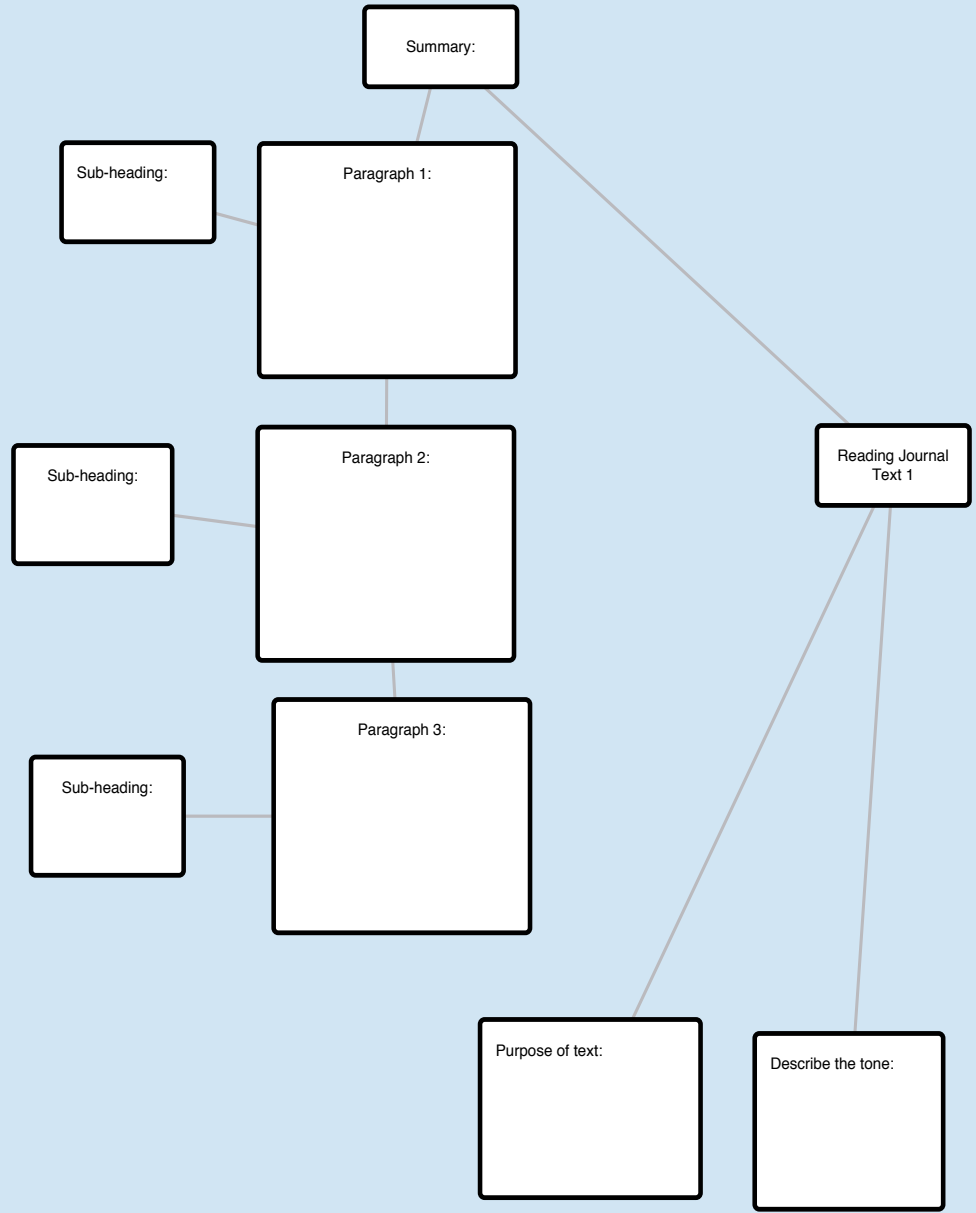 Summary:
Sub-heading:
Paragraph 1:
Sub-heading:
Paragraph 2:
Reading Journal
Text 1
Sub-heading:
Paragraph 3:
Purpose of text:
Describe the tone: